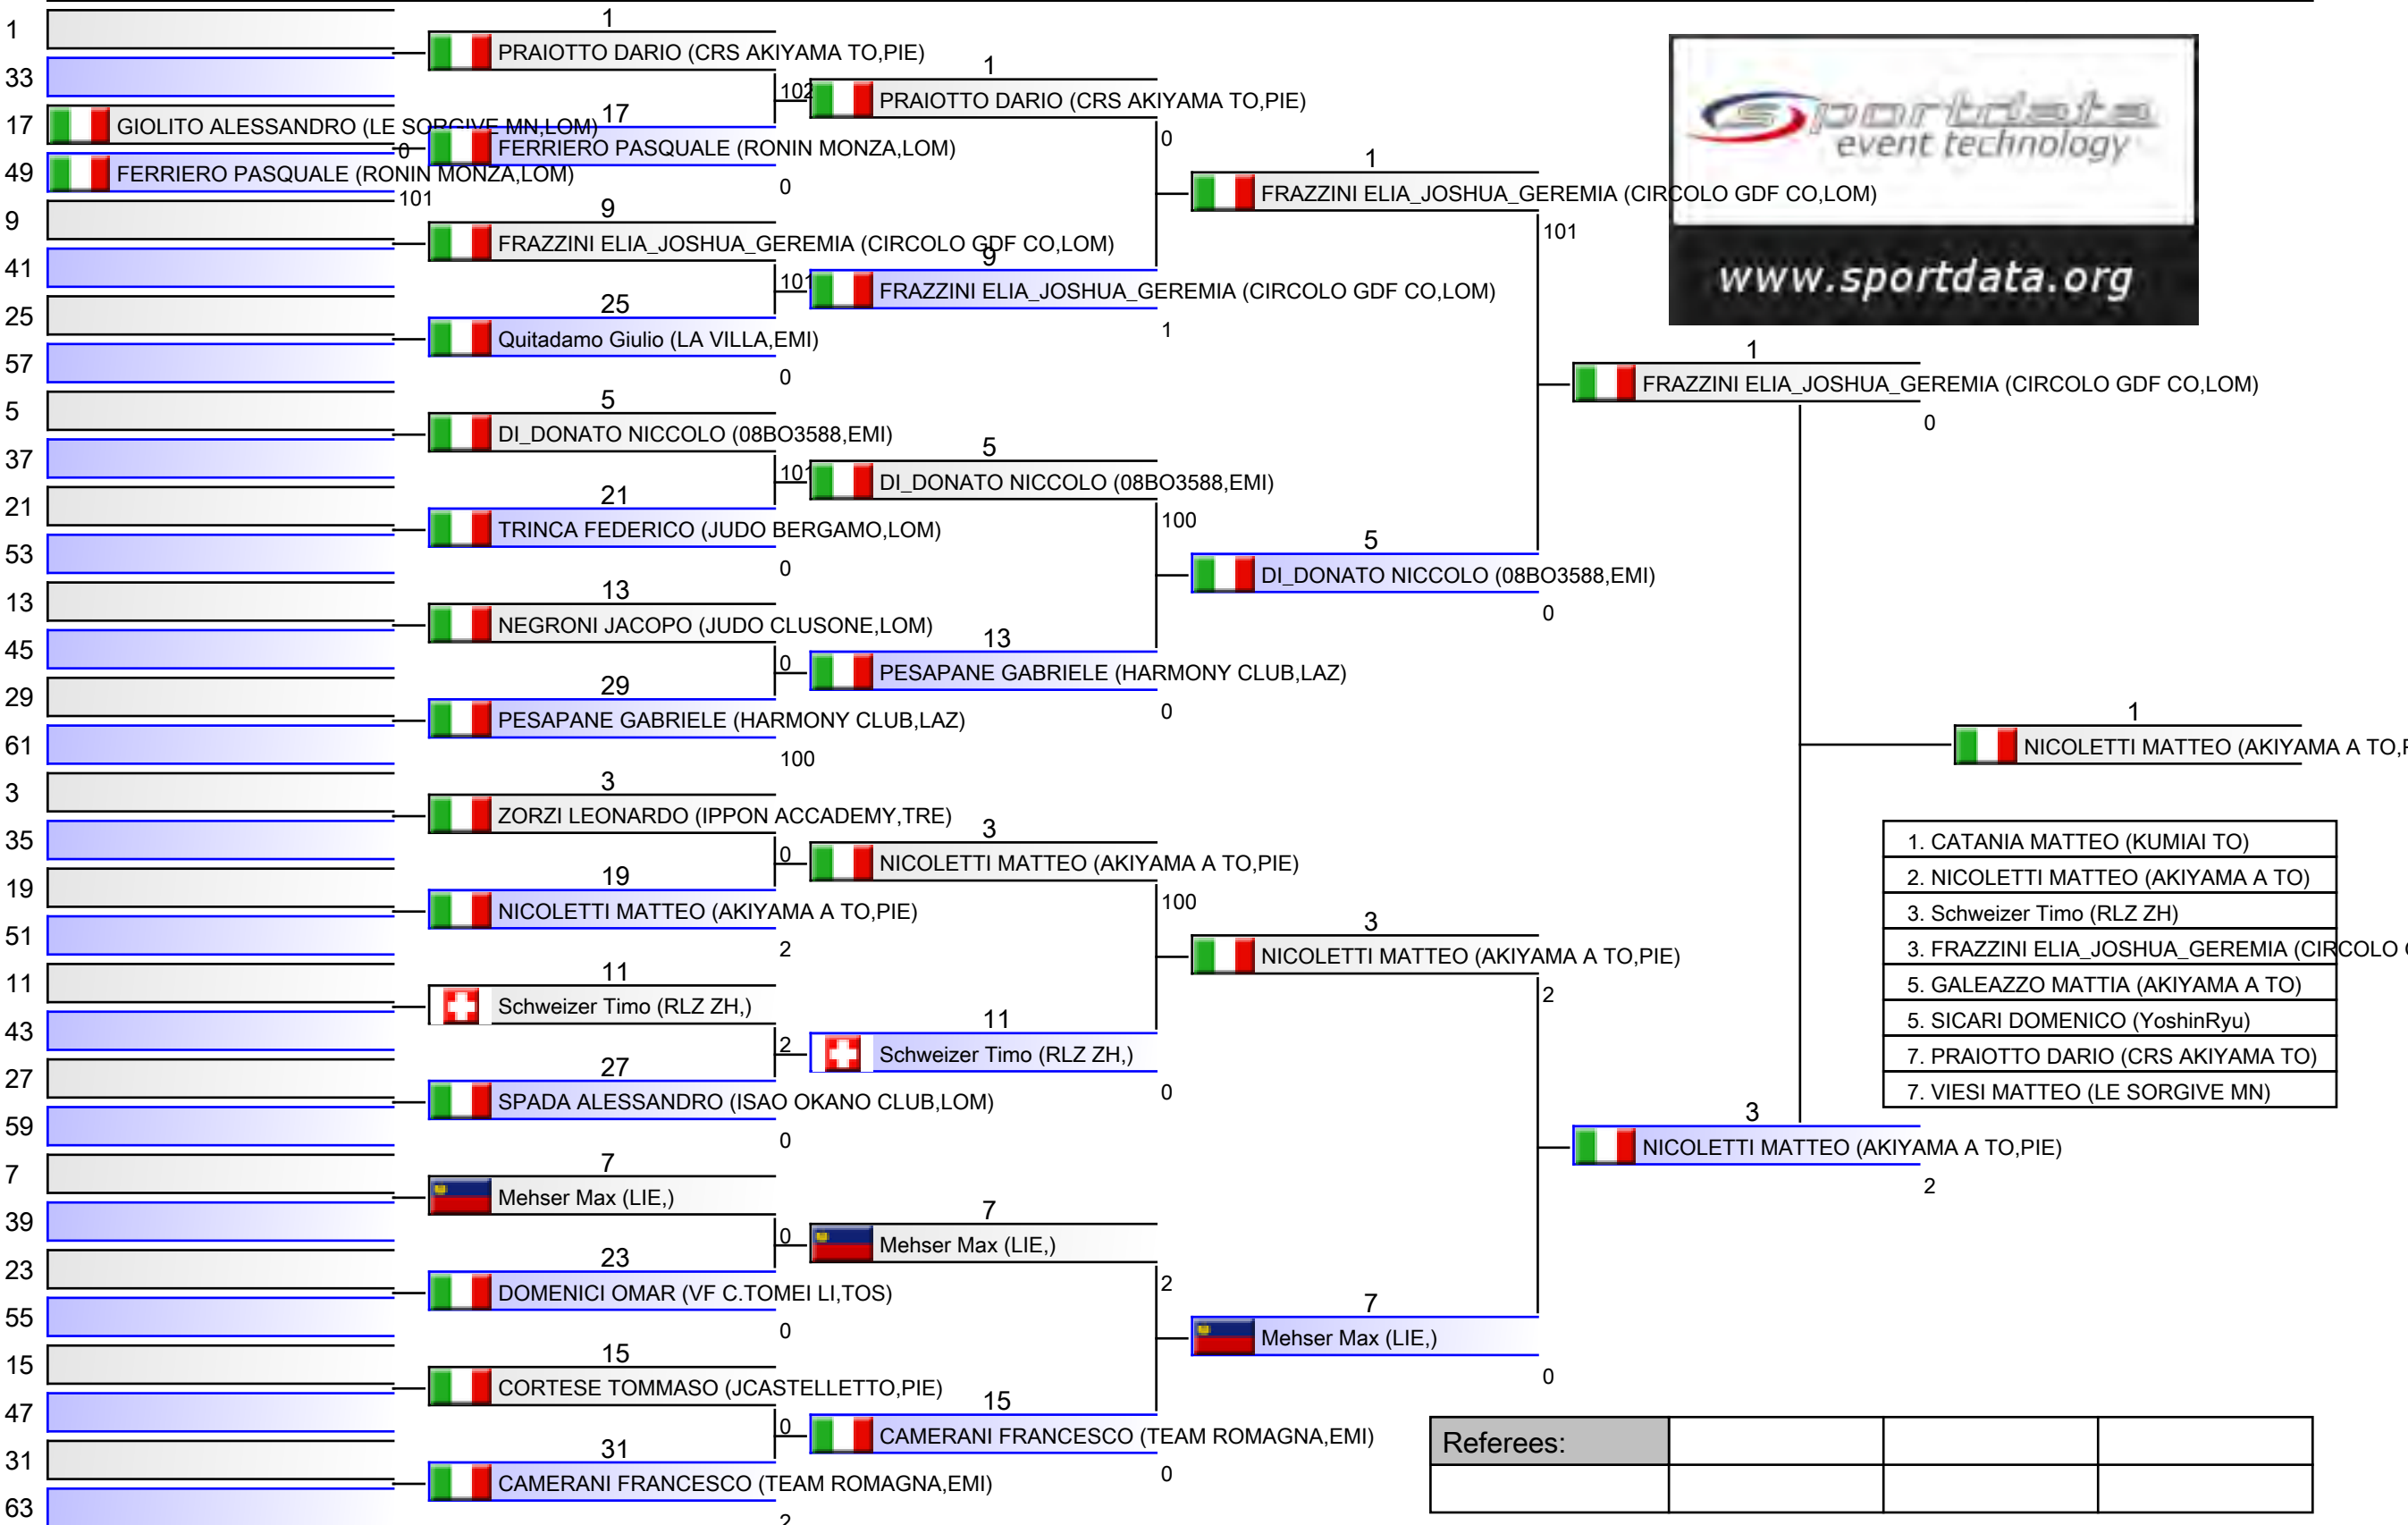 1
33
17
49
9
41
25
57
5
37
21
53
13
45
29
61
3
35
19
51
11
43
27
59
7
39
23
55
15
47
31
63
GIOLITO ALESSANDRO (LE SORGIVE MN,LOM)
0
FERRIERO PASQUALE (RONIN MONZA,LOM)
101
1
PRAIOTTO DARIO (CRS AKIYAMA TO,PIE)
102
17
FERRIERO PASQUALE (RONIN MONZA,LOM)
0
9
FRAZZINI ELIA_JOSHUA_GEREMIA (CIRCOLO GDF CO,LOM)
101
25
Quitadamo Giulio (LA VILLA,EMI)
0
5
DI_DONATO NICCOLO (08BO3588,EMI)
101
21
TRINCA FEDERICO (JUDO BERGAMO,LOM)
0
13
NEGRONI JACOPO (JUDO CLUSONE,LOM)
0
29
PESAPANE GABRIELE (HARMONY CLUB,LAZ)
100
3
ZORZI LEONARDO (IPPON ACCADEMY,TRE)
0
19
NICOLETTI MATTEO (AKIYAMA A TO,PIE)
2
11
Schweizer Timo (RLZ ZH,)
2
27
SPADA ALESSANDRO (ISAO OKANO CLUB,LOM)
0
7
Mehser Max (LIE,)
0
23
DOMENICI OMAR (VF C.TOMEI LI,TOS)
0
15
CORTESE TOMMASO (JCASTELLETTO,PIE)
0
31
CAMERANI FRANCESCO (TEAM ROMAGNA,EMI)
2
1
PRAIOTTO DARIO (CRS AKIYAMA TO,PIE)
0
9
FRAZZINI ELIA_JOSHUA_GEREMIA (CIRCOLO GDF CO,LOM)
1
5
DI_DONATO NICCOLO (08BO3588,EMI)
100
13
PESAPANE GABRIELE (HARMONY CLUB,LAZ)
0
3
NICOLETTI MATTEO (AKIYAMA A TO,PIE)
100
11
Schweizer Timo (RLZ ZH,)
0
7
Mehser Max (LIE,)
2
15
CAMERANI FRANCESCO (TEAM ROMAGNA,EMI)
0
1
FRAZZINI ELIA_JOSHUA_GEREMIA (CIRCOLO GDF CO,LOM)
101
5
DI_DONATO NICCOLO (08BO3588,EMI)
0
3
NICOLETTI MATTEO (AKIYAMA A TO,PIE)
2
7
Mehser Max (LIE,)
0
sportdata
event technology
www.sportdata.org
1
FRAZZINI ELIA_JOSHUA_GEREMIA (CIRCOLO GDF CO,LOM)
0
3
NICOLETTI MATTEO (AKIYAMA A TO,PIE)
2
1
NICOLETTI MATTEO (AKIYAMA A TO,
1. CATANIA MATTEO (KUMIAI TO)
2. NICOLETTI MATTEO (AKIYAMA A TO)
3. Schweizer Timo (RLZ ZH)
3. FRAZZINI ELIA_JOSHUA_GEREMIA (CIRCOLO
5. GALEAZZO MATTIA (AKIYAMA A TO)
5. SICARI DOMENICO (YoshinRyu)
7. PRAIOTTO DARIO (CRS AKIYAMA TO)
7. VIESI MATTEO (LE SORGIVE MN)
Referees: